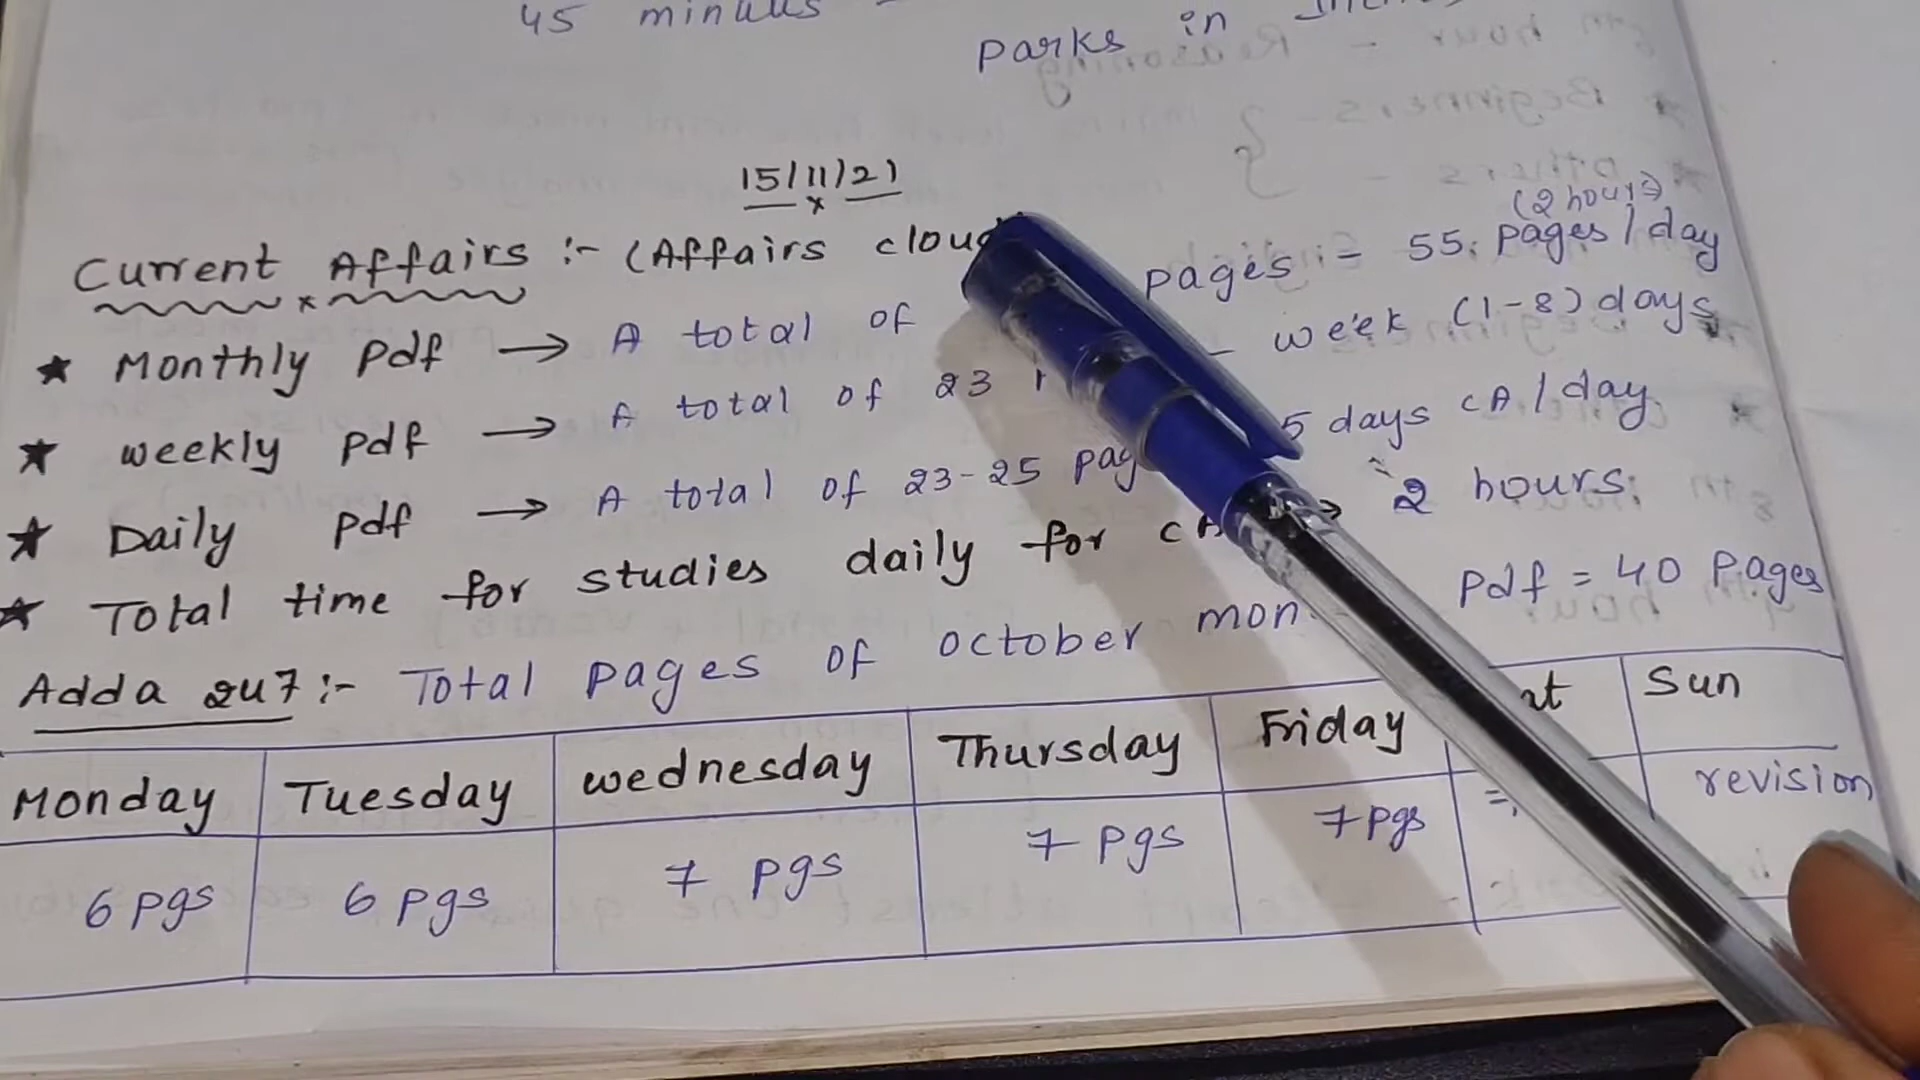 45
parks in
15/11/21
(2 hours)
Current Affairs :- (Affairs cloud
★ Monthly pdf → A total of pages = 55 pages/day
★ weekly pdf → A total of 23 - week (1-8) days
★ Daily pdf → A total of 23-25 pag 5 days CA/day
★ Total time for studies daily for CA → 2 hours
Adda 247 :- Total pages of october mon pdf = 40 pages
Monday Tuesday wednesday Thursday Friday Sun
6 pgs 6 pgs 7 pgs 7 pgs 7 pgs revision